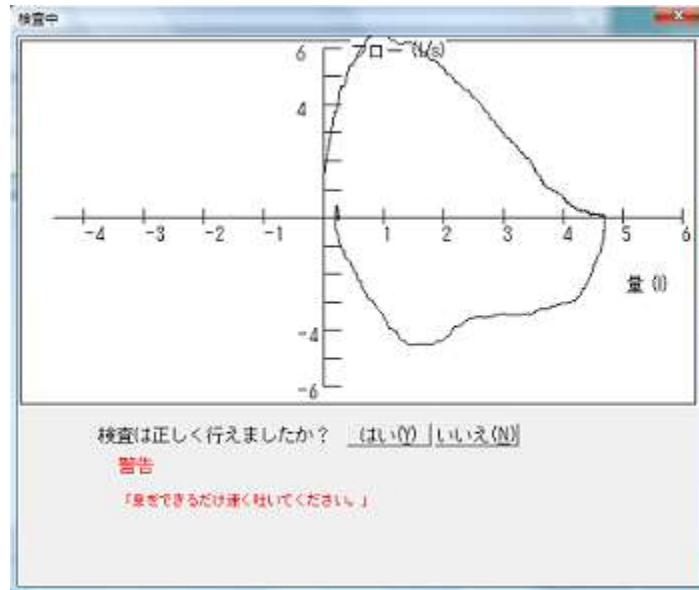 検査中
フロー (l/s)
6
4
-4 -3 -2 -1 1 2 3 4 5 6
量 (l)
-4
-6
検査は正しく行えましたか? はい(Y) いいえ(N)
警告
「息をできるだけ速く吐いてください。」